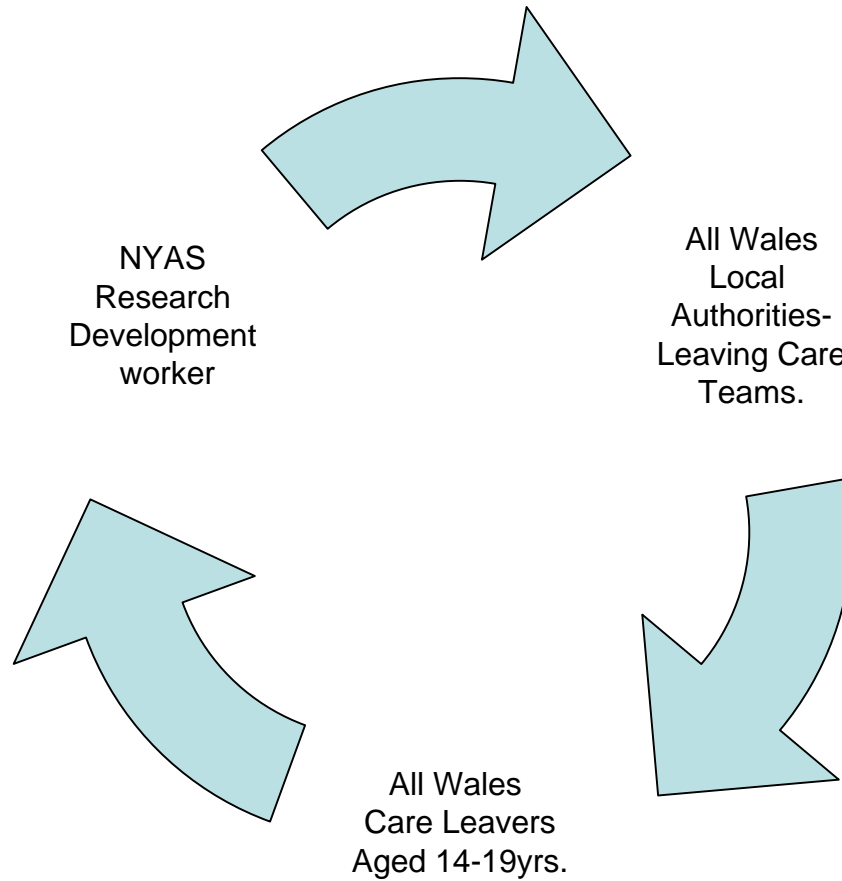 NYAS
Research
Development
worker
All Wales
Local
Authorities-
Leaving Care
Teams.
All Wales
Care Leavers
Aged 14-19yrs.